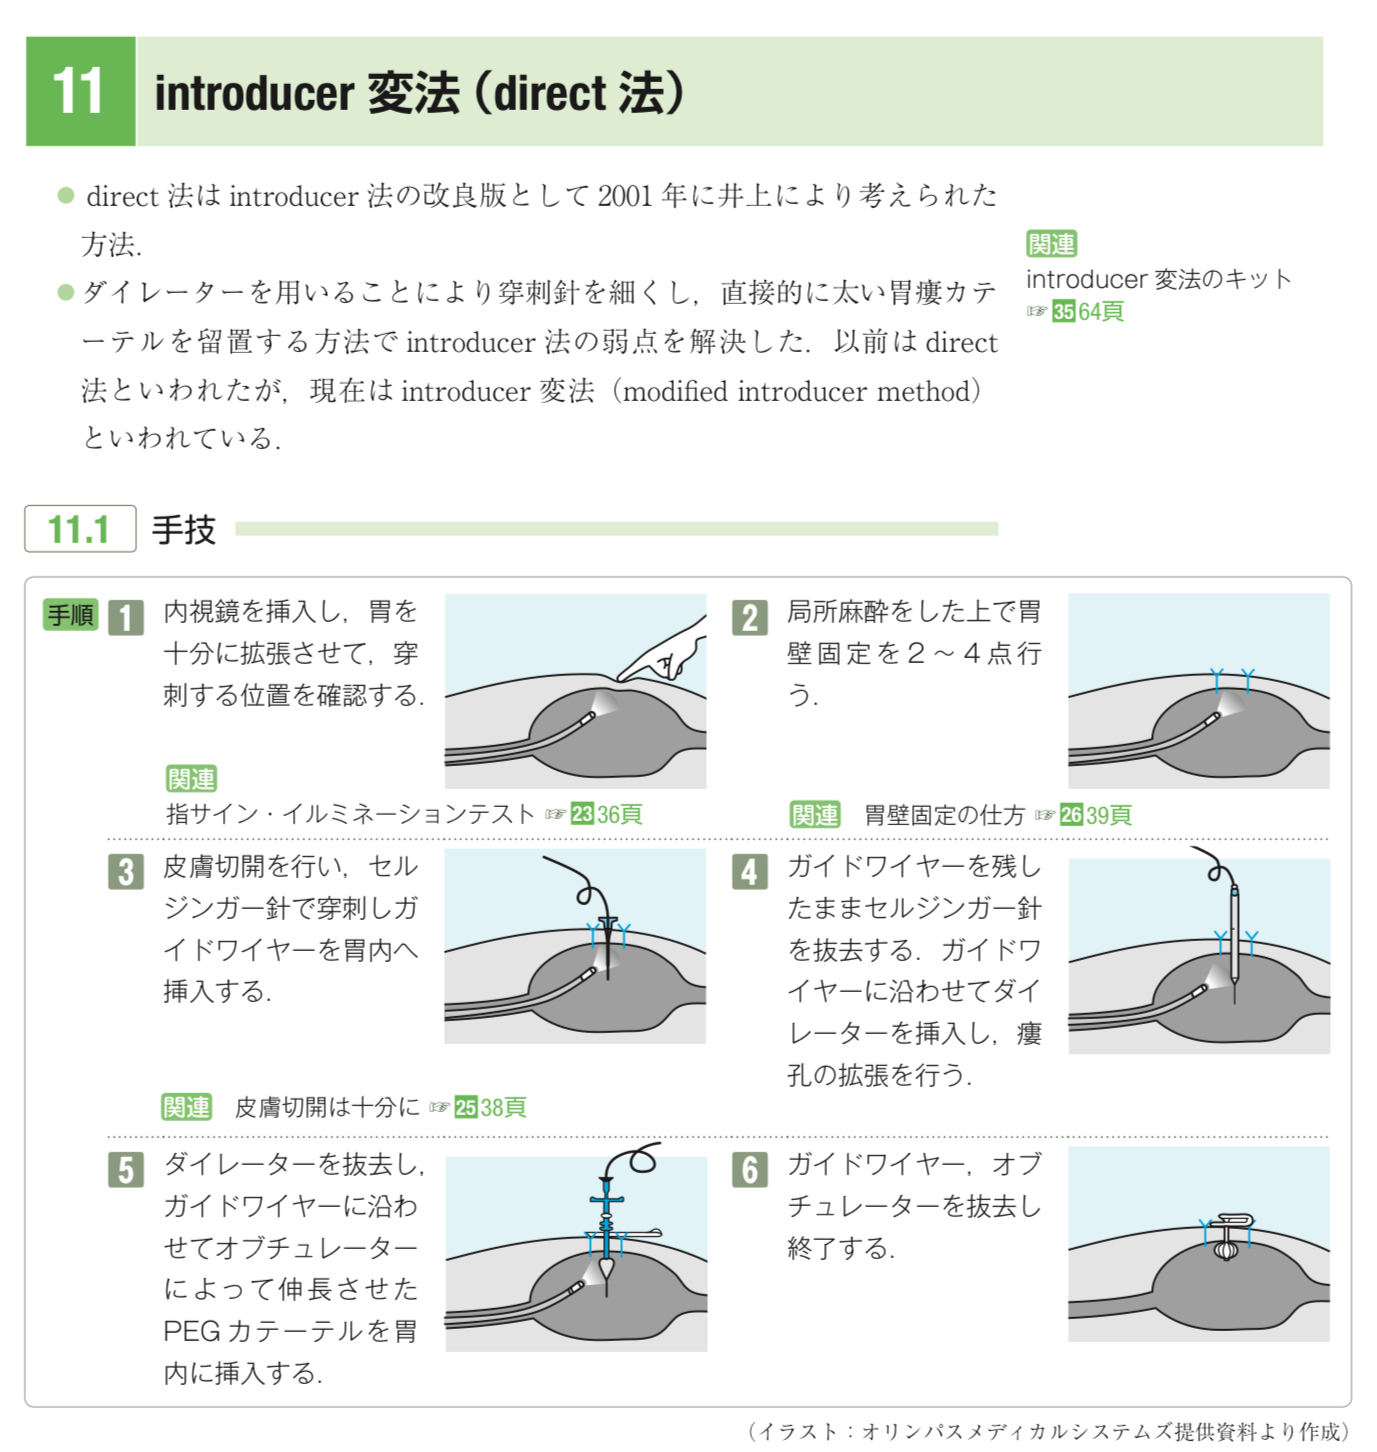 11 introducer 変法（direct 法）
● direct 法は introducer 法の改良版として 2001 年に井上により考えられた
方法.
● ダイレーターを用いることにより穿刺針を細くし，直接的に太い胃瘻カテ
ーテルを留置する方法で introducer 法の弱点を解決した．以前は direct
法といわれたが，現在は introducer 変法（modified introducer method）
といわれている.
関連
introducer 変法のキット
☞ 35 64頁
11.1 手技
手順 1 内視鏡を挿入し，胃を
十分に拡張させて，穿
刺する位置を確認する.
関連
指サイン・イルミネーションテスト ☞ 23 36頁
2 局所麻酔をした上で胃
壁固定を２～４点行
う.
関連 胃壁固定の仕方 ☞ 26 39頁
3 皮膚切開を行い，セル
ジンガー針で穿刺しガ
イドワイヤーを胃内へ
挿入する.
関連 皮膚切開は十分に ☞ 25 38頁
4 ガイドワイヤーを残し
たままセルジンガー針
を抜去する．ガイドワ
イヤーに沿わせてダイ
レーターを挿入し，瘻
孔の拡張を行う.
5 ダイレーターを抜去し,
ガイドワイヤーに沿わ
せてオブチュレーター
によって伸長させた
PEG カテーテルを胃
内に挿入する.
6 ガイドワイヤー，オブ
チュレーターを抜去し
終了する.
（イラスト：オリンパスメディカルシステムズ提供資料より作成）